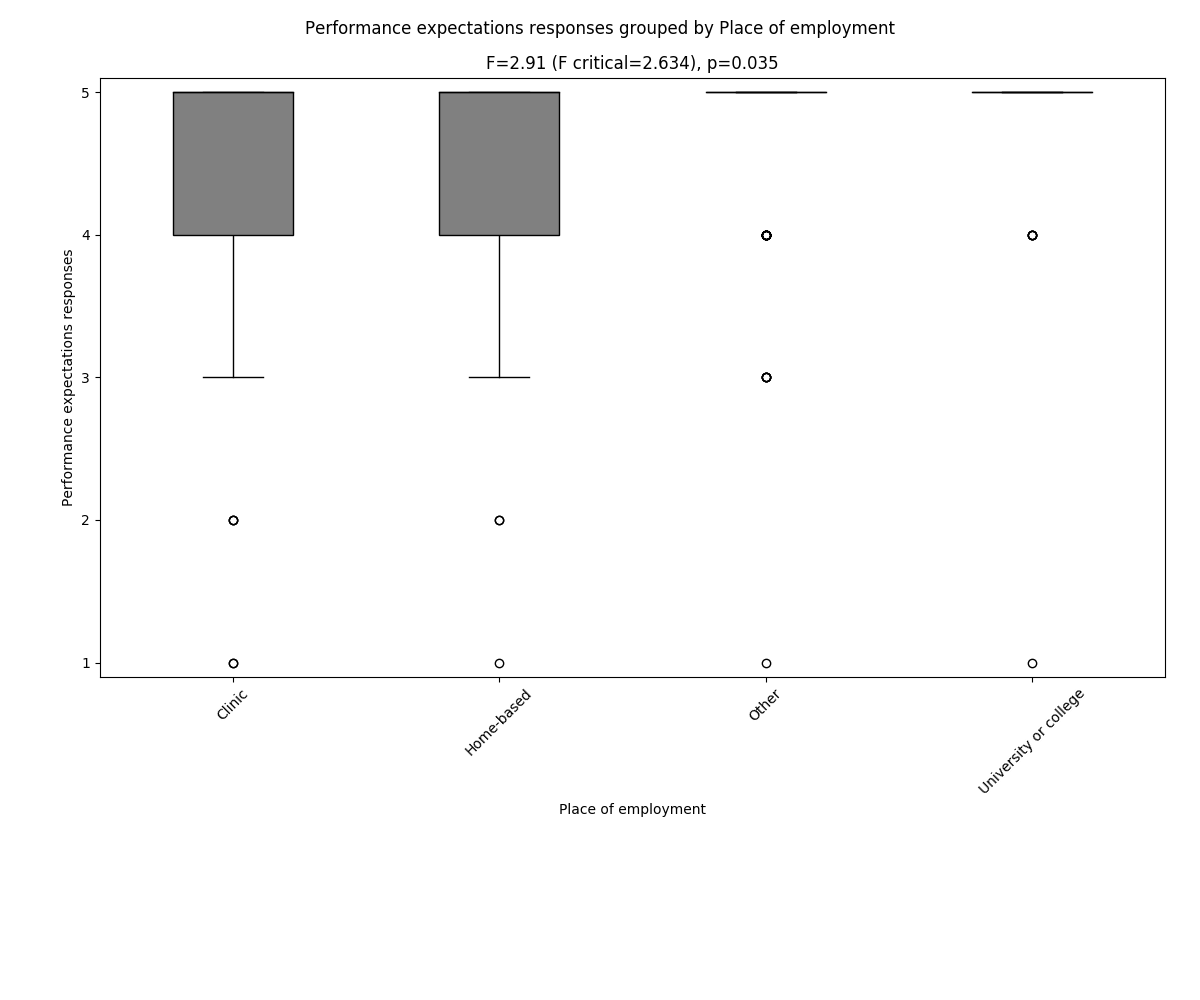 Performance expectations responses grouped by Place of employment
F=2.91 (F critical=2.634), p=0.035
Performance expectations responses
5
4
3
2
1
Clinic
Home-based
Other
University or college
Place of employment